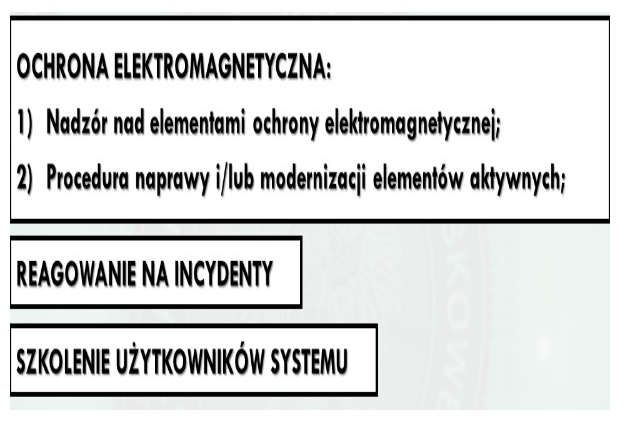 OCHRONA ELEKTROMAGNETYCZNA:
1) Nadzór nad elementami ochrony elektromagnetycznej;
2) Procedura naprawy i/lub modernizacji elementów aktywnych;
REAGOWANIE NA INCYDENTY
SZKOLENIE UŻYTKOWNIKÓW SYSTEMU